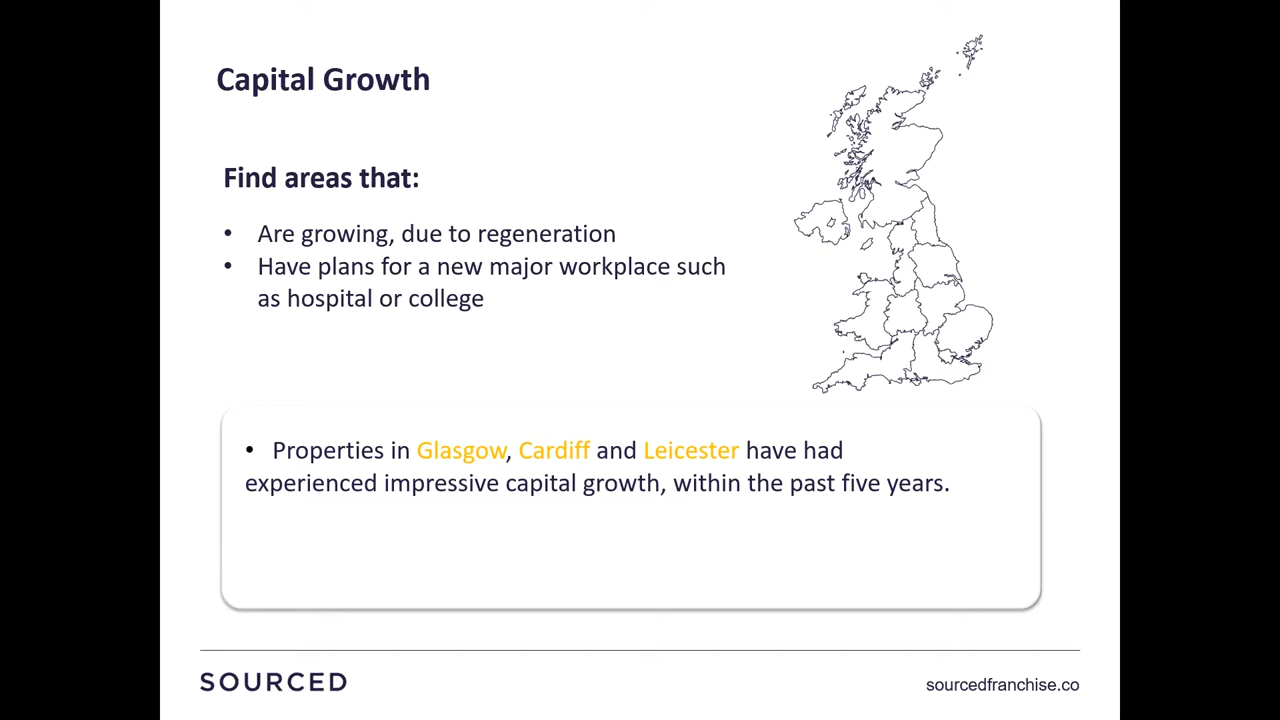 Capital Growth
Find areas that:
• Are growing, due to regeneration
• Have plans for a new major workplace such
as hospital or college
• Properties in Glasgow, Cardiff and Leicester have had
experienced impressive capital growth, within the past five years.
SOURCED
sourcedfranchise.co